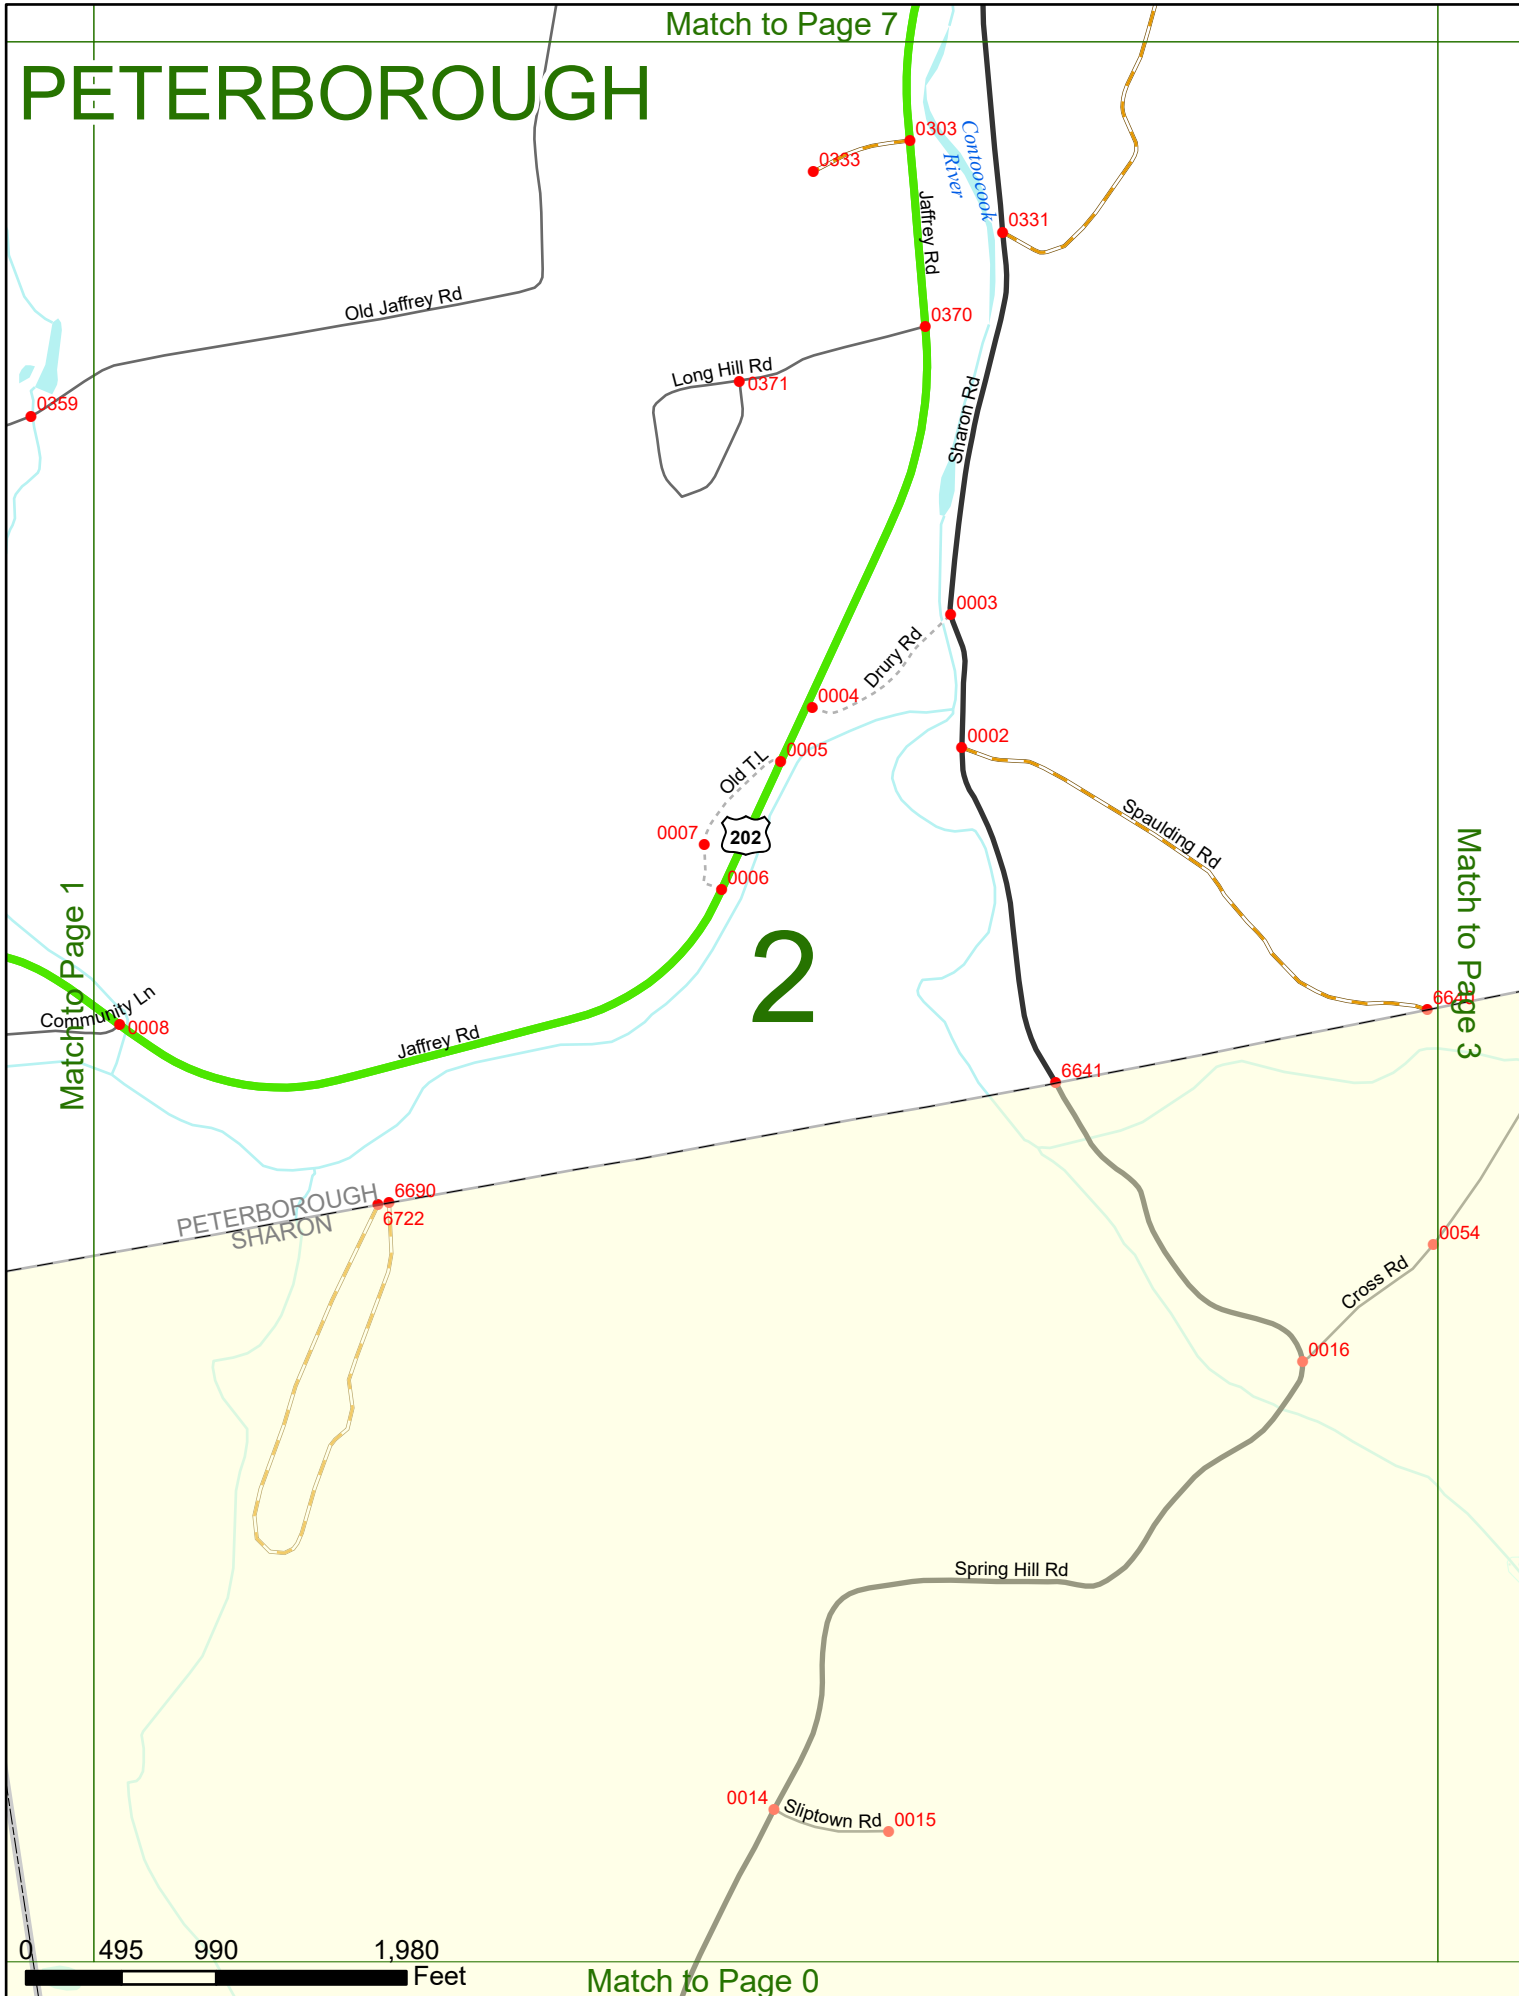 Match to Page 7
PETERBOROUGH
0303
0333
Contoocook
River
Jaffrey Rd
0331
Old Jaffrey Rd
0370
Long Hill Rd
0371
0359
Sharon Rd
0003
Drury Rd
0004
0002
0005
Old T.L
0007
202
0006
Spaulding Rd
Match to Page 1
Match to Page 3
2
Community Ln
0008
Jaffrey Rd
6641
6690
6722
PETERBOROUGH
SHARON
0054
Cross Rd
0016
Spring Hill Rd
0014
Sliptown Rd
0015
0 495 990 1,980
Feet
Match to Page 0